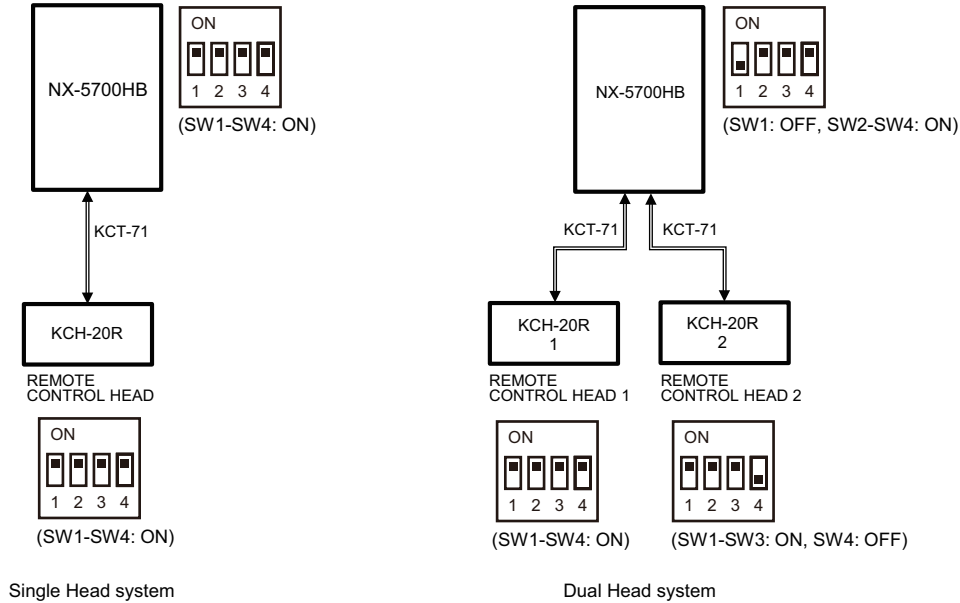 NX-5700HB
ON
1 2 3 4
(SW1-SW4: ON)
KCT-71
KCH-20R
REMOTE
CONTROL HEAD
ON
1 2 3 4
(SW1-SW4: ON)
Single Head system
NX-5700HB
ON
1 2 3 4
(SW1: OFF, SW2-SW4: ON)
KCT-71
KCT-71
KCH-20R
1
REMOTE
CONTROL HEAD 1
ON
1 2 3 4
(SW1-SW4: ON)
KCH-20R
2
REMOTE
CONTROL HEAD 2
ON
1 2 3 4
(SW1-SW3: ON, SW4: OFF)
Dual Head system